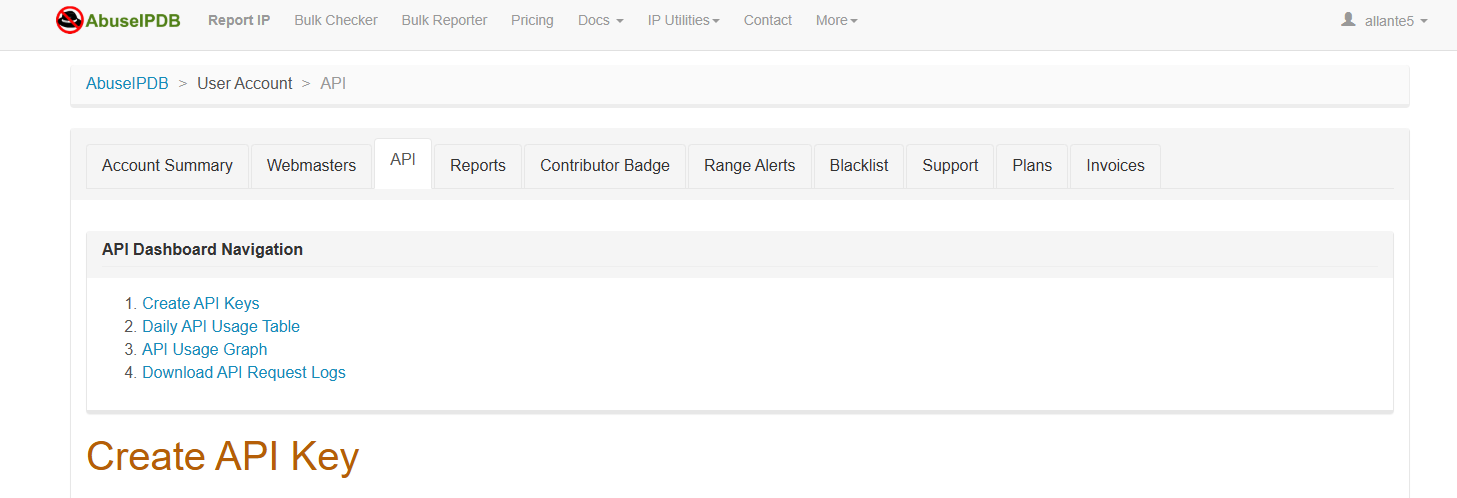 AbuseIPDB Report IP Bulk Checker Bulk Reporter Pricing Docs IP Utilities Contact More allante5
AbuseIPDB > User Account > API
Account Summary Webmasters API Reports Contributor Badge Range Alerts Blacklist Support Plans Invoices
API Dashboard Navigation
1. Create API Keys
2. Daily API Usage Table
3. API Usage Graph
4. Download API Request Logs
Create API Key